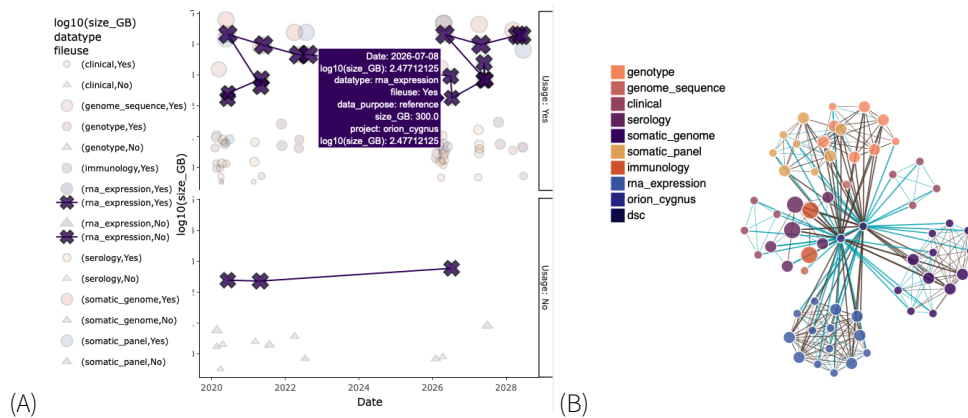 log10(size_GB)
datatype
fileuse
(clinical,Yes)
(clinical,No)
(genome_sequence,Yes)
(genotype,Yes)
(genotype,No)
(immunology,Yes)
(rna_expression,Yes)
(rna_expression,Yes)
(rna_expression,No)
(rna_expression,No)
(serology,Yes)
(serology,No)
(somatic_genome,Yes)
(somatic_genome,No)
(somatic_panel,Yes)
(somatic_panel,No)
log10(size_GB)
Date: 2026-07-08
log10(size_GB): 2.47712125
datatype: rna_expression
fileuse: Yes
data_purpose: reference
size_GB: 300.0
project: orion_cygnus
log10(size_GB): 2.47712125
Usage: Yes
Usage: No
2020
2022
2024
2026
2028
Date
(A)
genotype
genome_sequence
clinical
serology
somatic_genome
somatic_panel
immunology
rna_expression
orion_cygnus
dsc
(B)